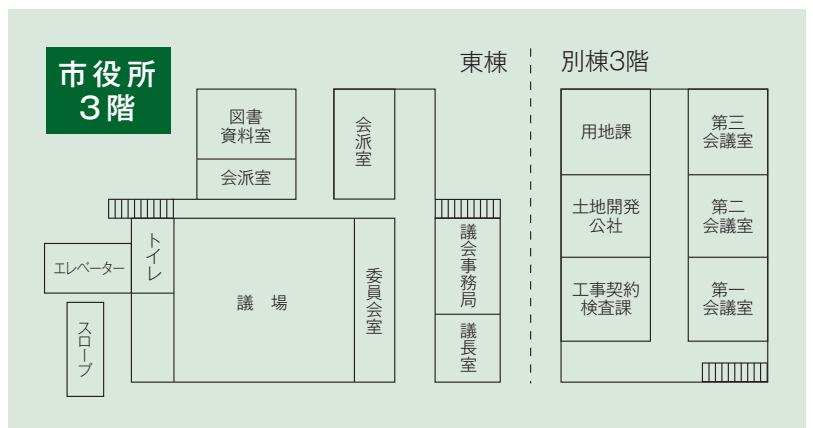 市役所
3階
東棟
別棟3階
図書
資料室
会派室
会派室
トイレ
エレベーター
スロープ
議場
委員会室
議会事務局
議長室
用地課
土地開発
公社
工事契約
検査課
第三
会議室
第二
会議室
第一
会議室